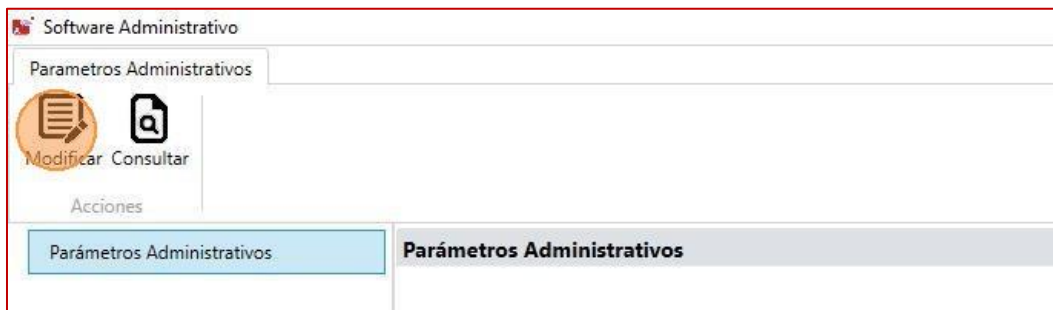 Software Administrativo
Parametros Administrativos
Modificar Consultar
Acciones
Parámetros Administrativos
Parámetros Administrativos